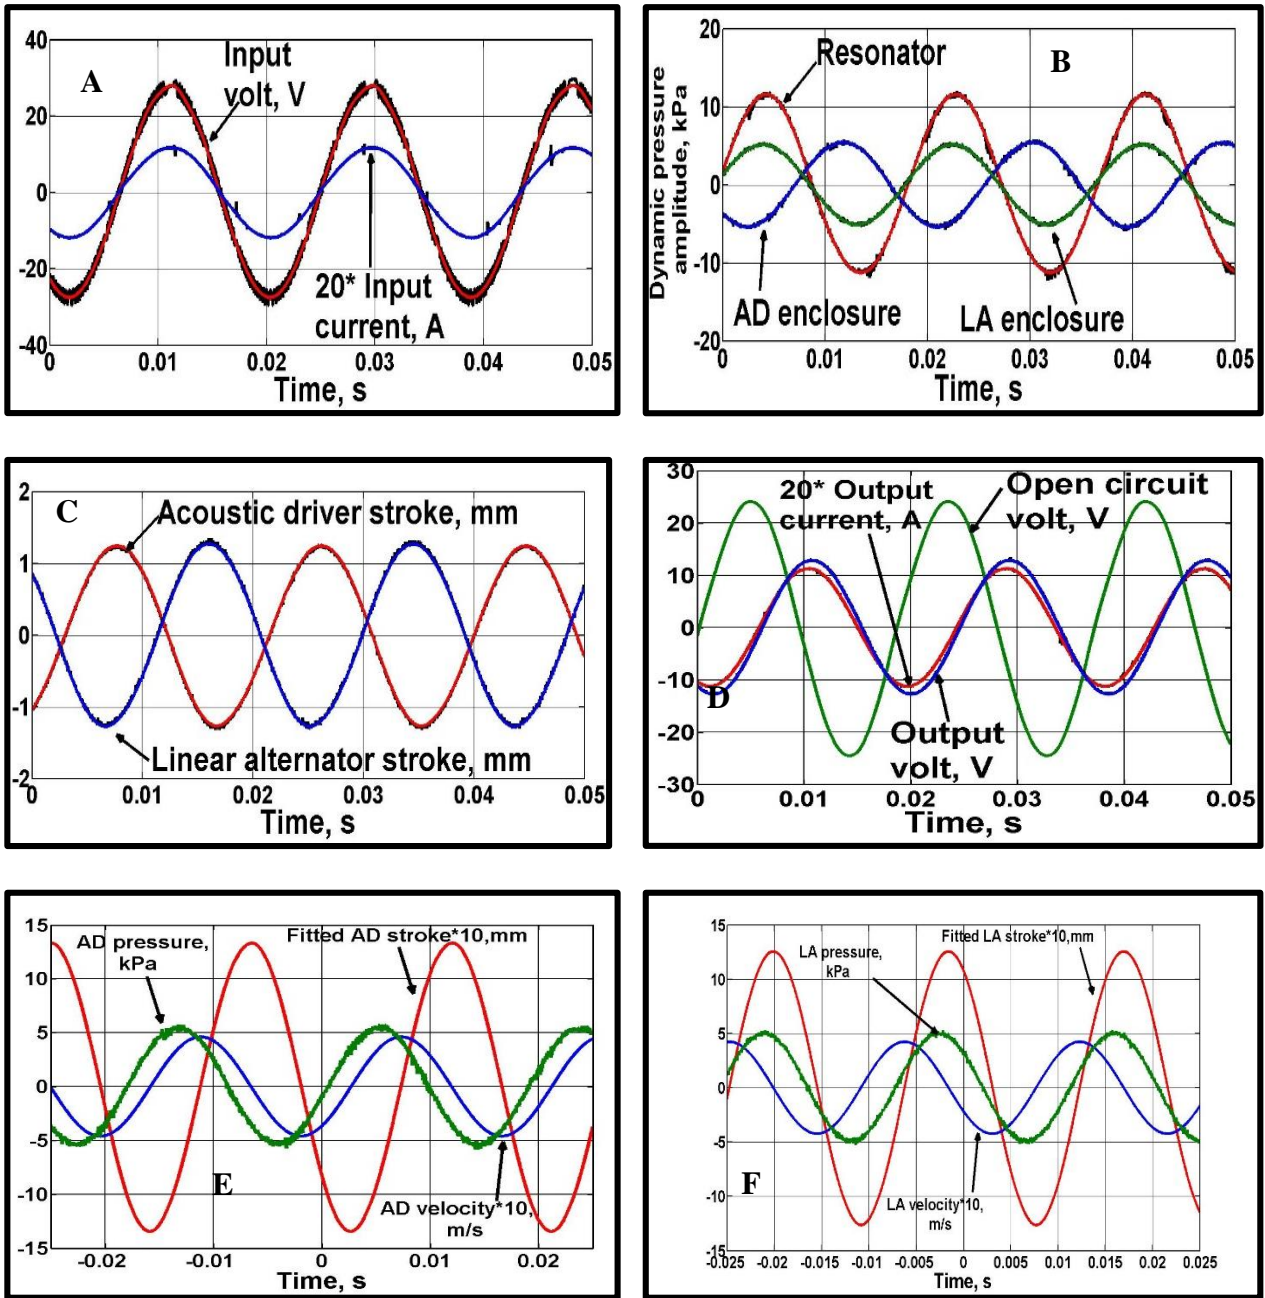 A
Input
volt, V
20* Input
current, A
40
20
0
-20
-40
0 0.01 0.02 0.03 0.04 0.05
Time, s
B
Resonator
AD enclosure
LA enclosure
Dynamic pressure
amplitude, kPa
20
10
0
-10
-20
0 0.01 0.02 0.03 0.04 0.05
Time, s
C
Acoustic driver stroke, mm
Linear alternator stroke, mm
2
1
0
-1
-2
0 0.01 0.02 0.03 0.04 0.05
Time, s
20* Output
current, A
Open circuit
volt, V
D
Output
volt, V
30
20
10
0
-10
-20
-30
0 0.01 0.02 0.03 0.04 0.05
Time, s
AD pressure,
kPa
Fitted AD stroke*10,mm
E
AD velocity*10,
m/s
15
10
5
0
-5
-10
-15
-0.02 -0.01 0 0.01 0.02
Time, s
LA pressure,
kPa
Fitted LA stroke*10,mm
F
LA velocity*10,
m/s
15
10
5
0
-5
-10
-15
-0.025 -0.02 -0.015 -0.01 -0.005 0 0.005 0.01 0.015 0.02 0.025
Time, s